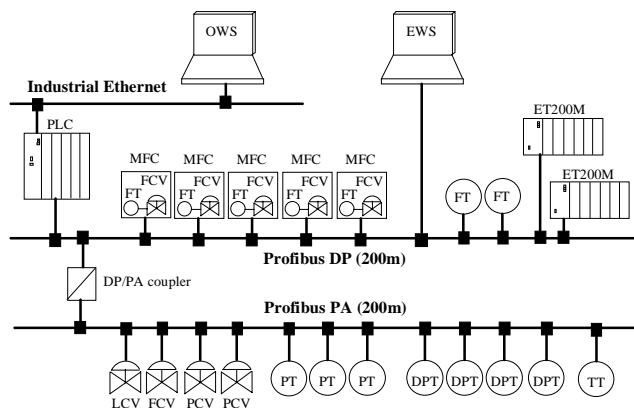 OWS
EWS
Industrial Ethernet
PLC
ET200M
ET200M
MFC
MFC
MFC
MFC
MFC
FCV
FT
FCV
FT
FCV
FT
FCV
FT
FCV
FT
FT
FT
Profibus DP (200m)
DP/PA coupler
Profibus PA (200m)
PT
PT
PT
DPT
DPT
DPT
DPT
TT
LCV
FCV
PCV
PCV